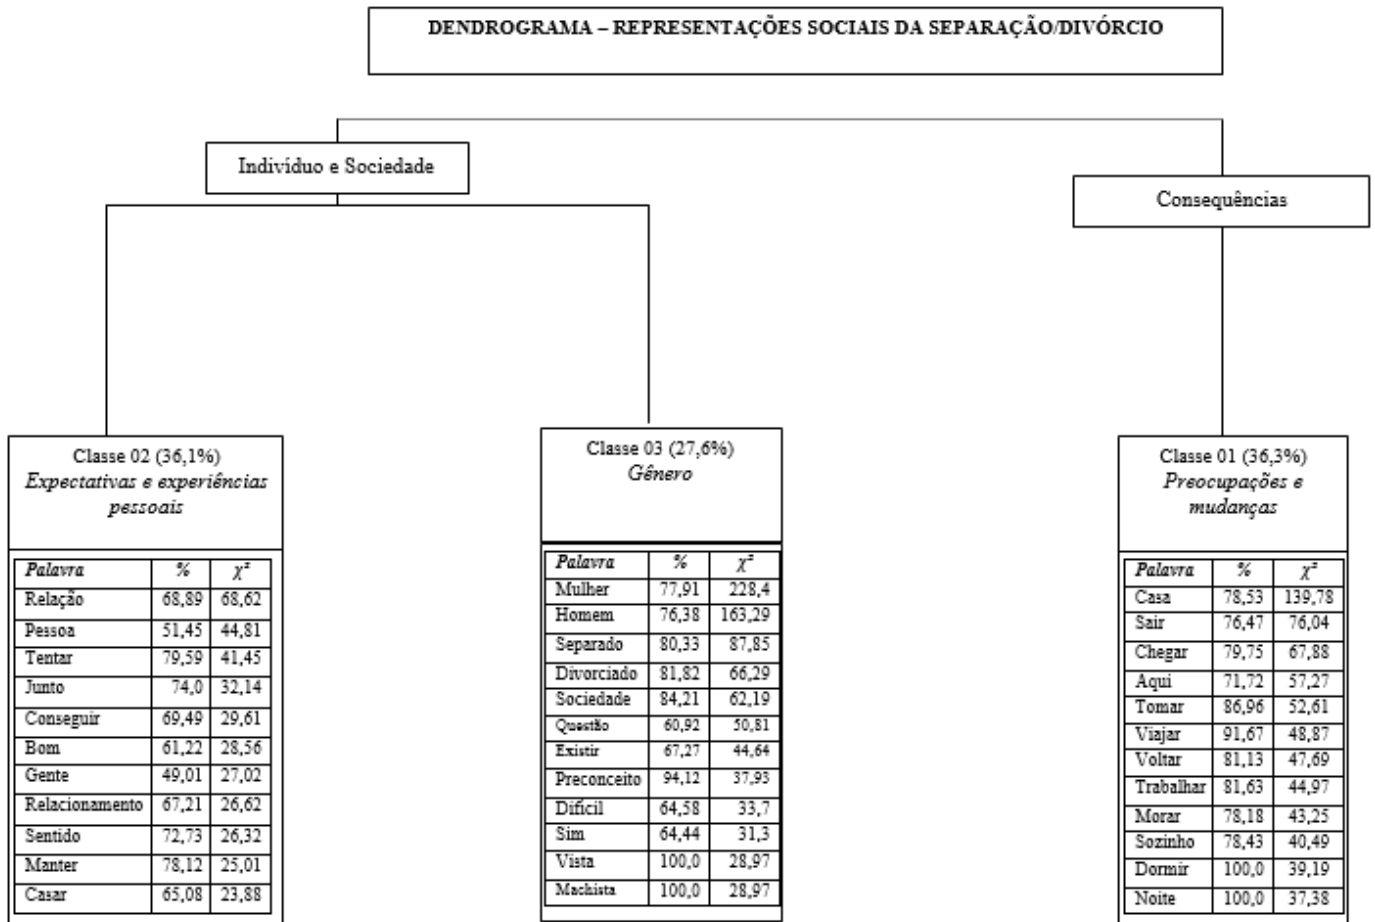 DENDROGRAMA – REPRESENTAÇÕES SOCIAIS DA SEPARAÇÃO/DIVÓRCIO
Indivíduo e Sociedade
Consequências
Classe 02 (36,1%)
Expectativas e experiências
pessoais
Palavra % χ²
Relação 68,89 68,62
Pessoa 51,45 44,81
Tentar 79,59 41,45
Junto 74,0 32,14
Conseguir 69,49 29,61
Bom 61,22 28,56
Gente 49,01 27,02
Relacionamento 67,21 26,62
Sentido 72,73 26,32
Manter 78,12 25,01
Casar 65,08 23,88
Classe 03 (27,6%)
Gênero
Palavra % χ²
Mulher 77,91 228,4
Homem 76,38 163,29
Separado 80,33 87,85
Divorciado 81,82 66,29
Sociedade 84,21 62,19
Questão 60,92 50,81
Existir 67,27 44,64
Preconceito 94,12 37,93
Difícil 64,58 33,7
Sim 64,44 31,3
Vista 100,0 28,97
Machista 100,0 28,97
Classe 01 (36,3%)
Preocupações e
mudanças
Palavra % χ²
Casa 78,53 139,78
Sair 76,47 76,04
Chegar 79,75 67,88
Aqui 71,72 57,27
Tomar 86,96 52,61
Viajar 91,67 48,87
Voltar 81,13 47,69
Trabalhar 81,63 44,97
Morar 78,18 43,25
Sozinho 78,43 40,49
Dormir 100,0 39,19
Noite 100,0 37,38